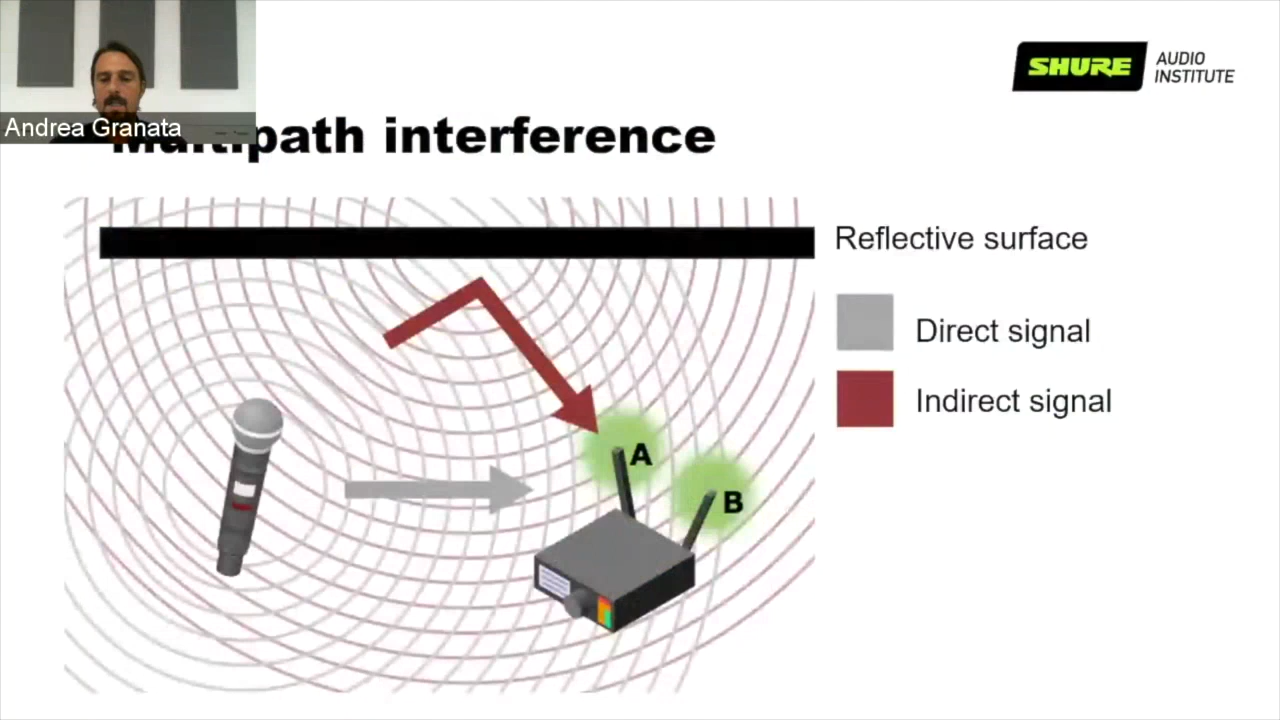 SHURE AUDIO
INSTITUTE
Andrea Granata
Multipath interference
Reflective surface
Direct signal
Indirect signal
A
B